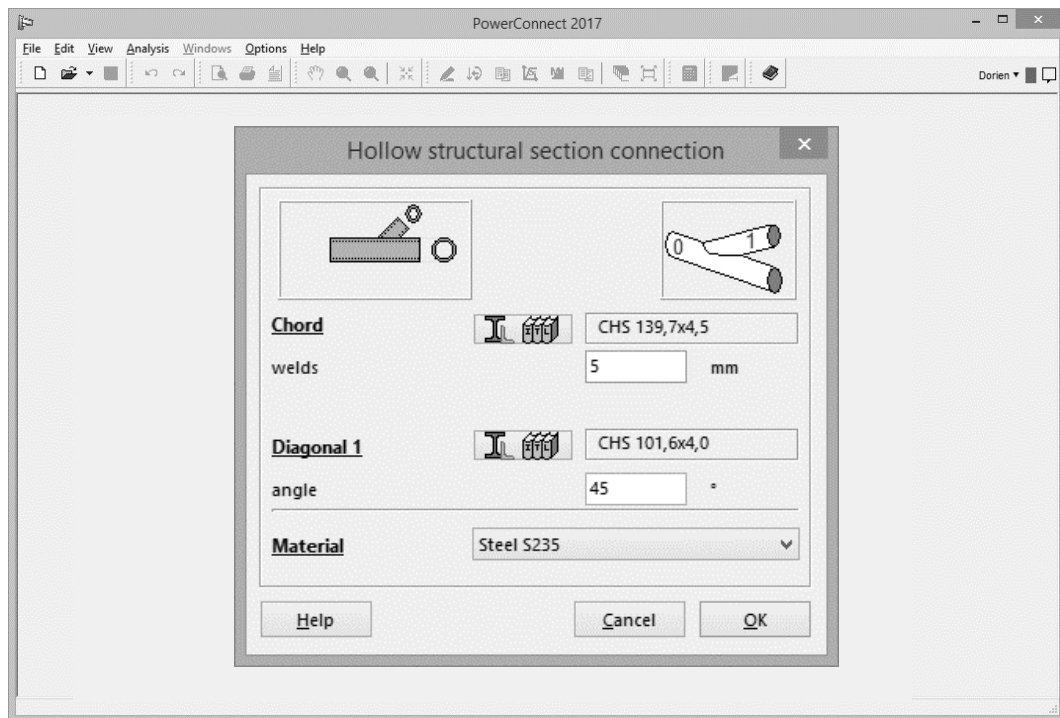 PowerConnect 2017
File Edit View Analysis Windows Options Help
Dorien
Hollow structural section connection
0 1
Chord CHS 139,7x4,5
welds 5 mm
Diagonal 1 CHS 101,6x4,0
angle 45 °
Material Steel S235
Help Cancel OK